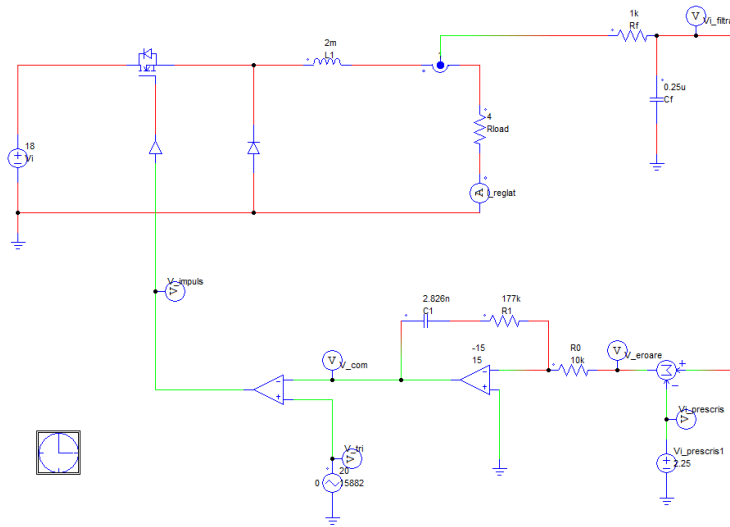 1k
Rf
Vi_filtra
2m
L1
0.25u
Cf
4
Rload
18
Vi
A
I_reglat
V_impuls
2.826n
C1
177k
R1
V
V_com
-15
15
R0
10k
V
V_eroare
Σ
+
−
Vi_prescris
V
V_tri
20
0
5882
Vi_prescris1
2.25